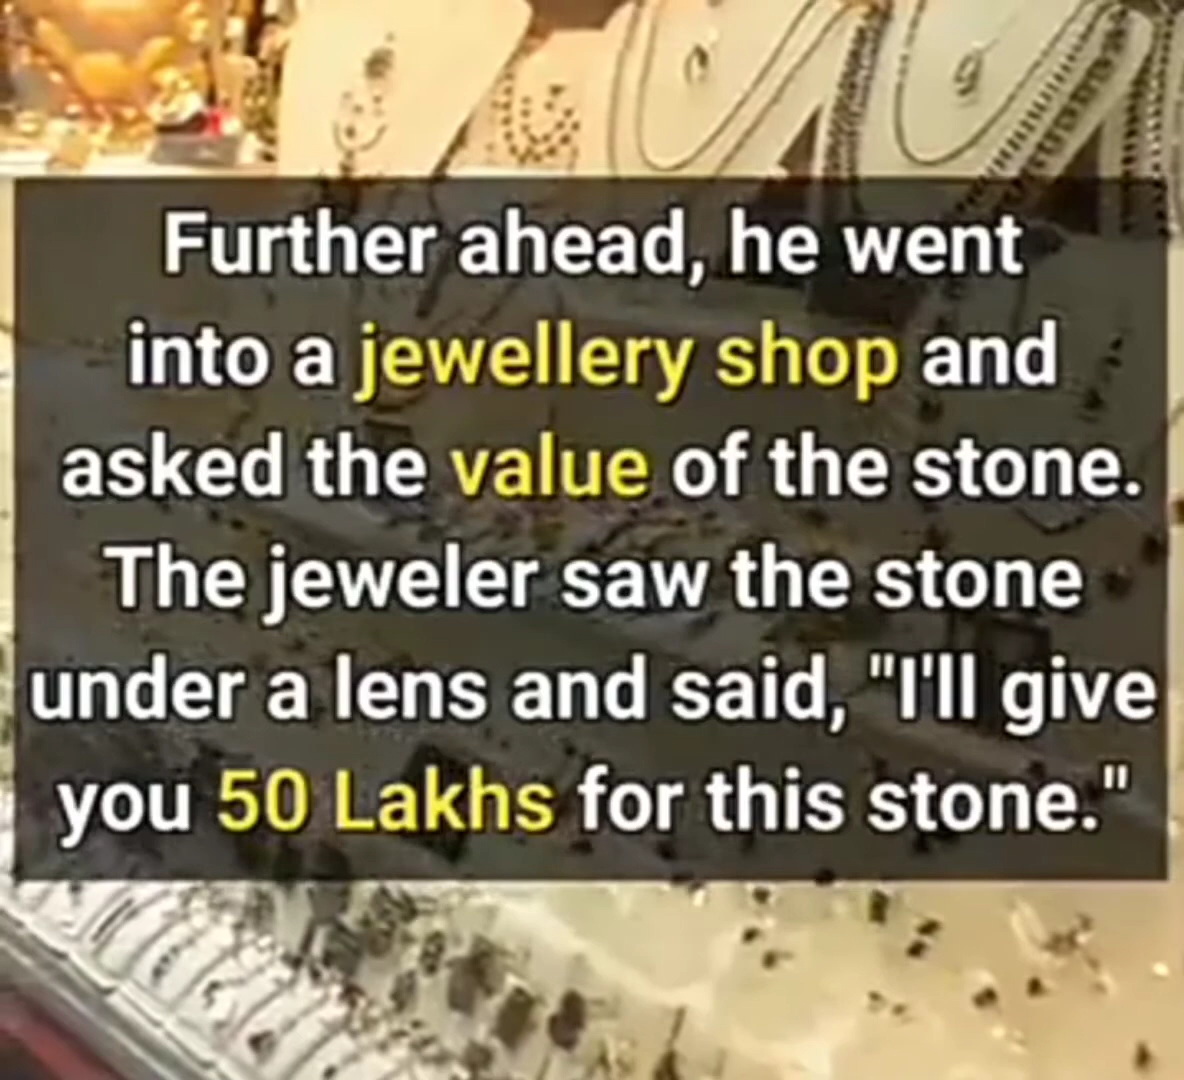 Further ahead, he went
into a jewellery shop and
asked the value of the stone.
The jeweler saw the stone
under a lens and said, "I'll give
you 50 Lakhs for this stone."